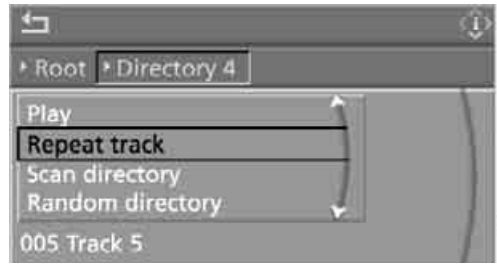 Root Directory 4
Play
Repeat track
Scan directory
Random directory
005 Track 5